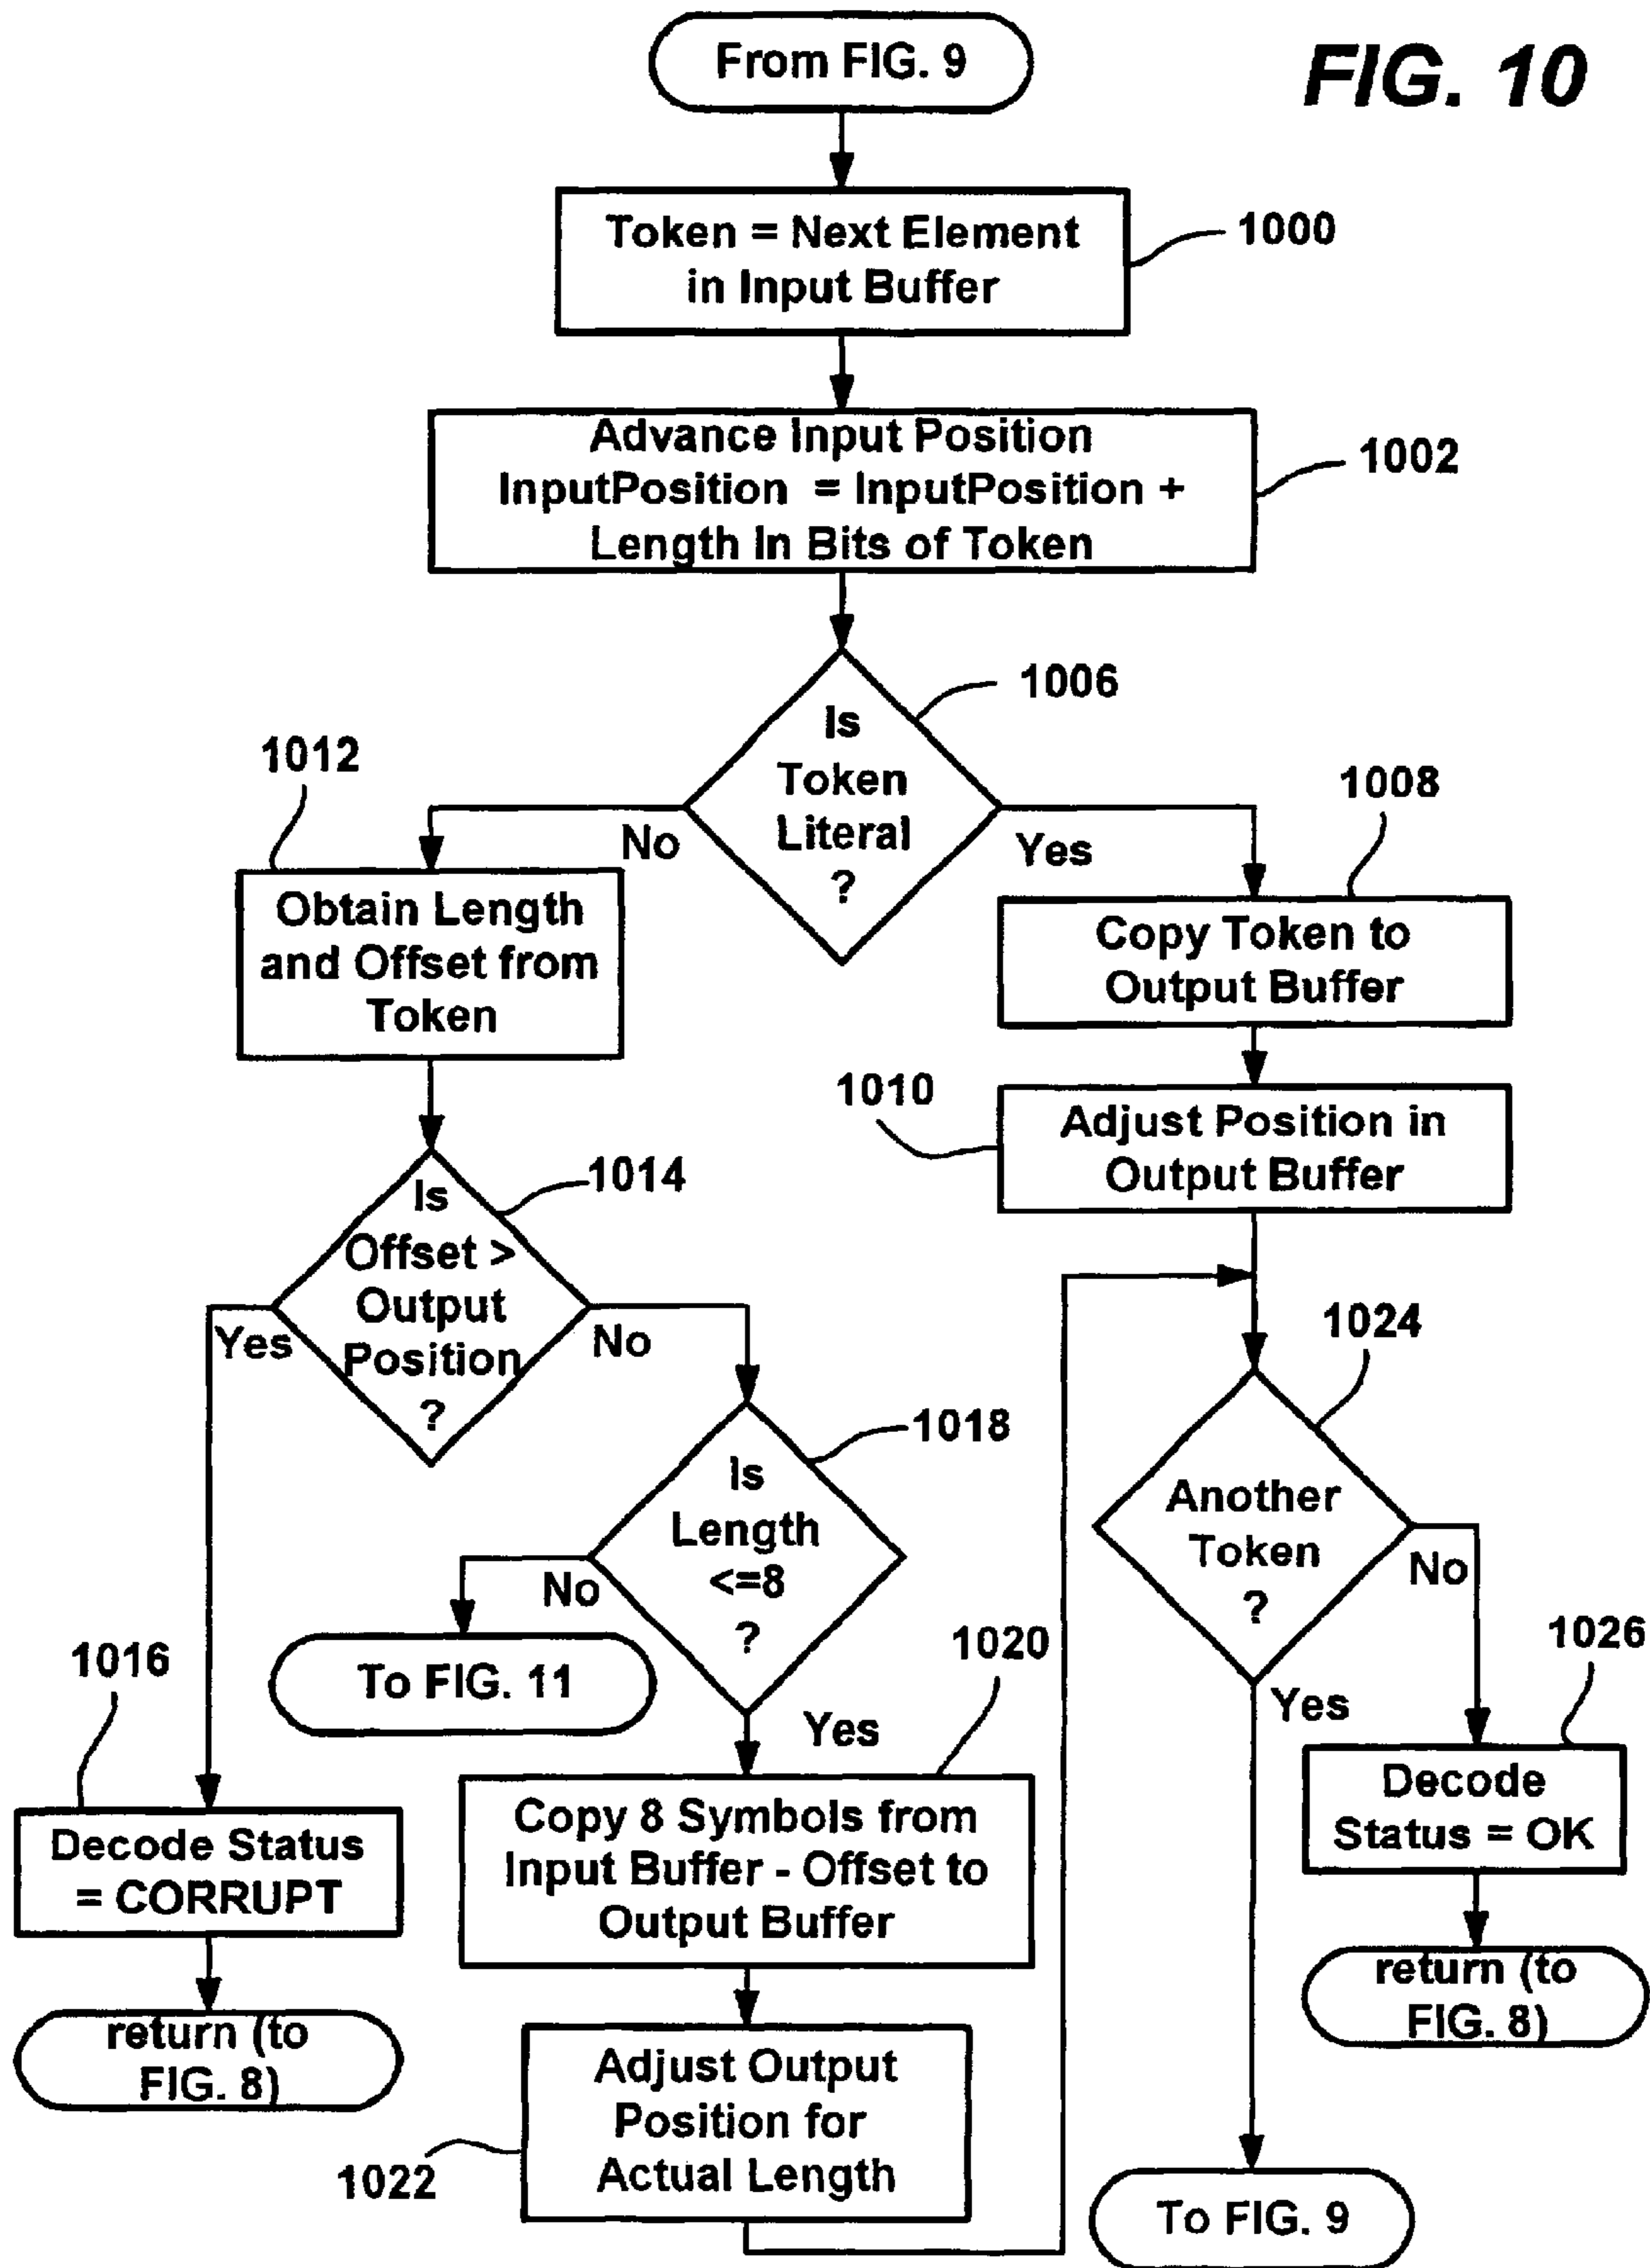 From FIG. 9
FIG. 10
Token = Next Element
in Input Buffer
1000
Advance Input Position
InputPosition = InputPosition +
Length In Bits of Token
1002
Is
Token
Literal
?
1006
No
Yes
1012
Obtain Length
and Offset from
Token
1008
Copy Token to
Output Buffer
1010
Adjust Position in
Output Buffer
Is
Offset >
Output
Position
?
1014
Yes
No
1018
Is
Length
<=8
?
No
Yes
To FIG. 11
1024
Another
Token
?
No
Yes
1016
Decode Status
= CORRUPT
return (to
FIG. 8)
1020
Copy 8 Symbols from
Input Buffer - Offset to
Output Buffer
1022
Adjust Output
Position for
Actual Length
1026
Decode
Status = OK
return (to
FIG. 8)
To FIG. 9